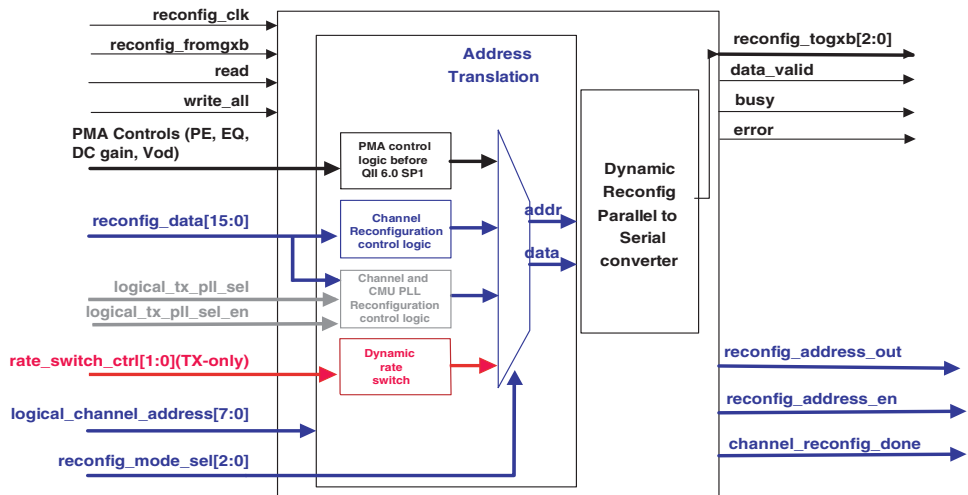 reconfig_clk
reconfig_fromgxb
read
write_all
PMA Controls (PE, EQ,
DC gain, Vod)
reconfig_data[15:0]
logical_tx_pll_sel
logical_tx_pll_sel_en
rate_switch_ctrl[1:0](TX-only)
logical_channel_address[7:0]
reconfig_mode_sel[2:0]
Address
Translation
PMA control
logic before
QII 6.0 SP1
Channel
Reconfiguration
control logic
Channel and
CMU PLL
Reconfiguration
control logic
Dynamic
rate
switch
addr
data
Dynamic
Reconfig
Parallel to
Serial
converter
reconfig_togxb[2:0]
data_valid
busy
error
reconfig_address_out
reconfig_address_en
channel_reconfig_done